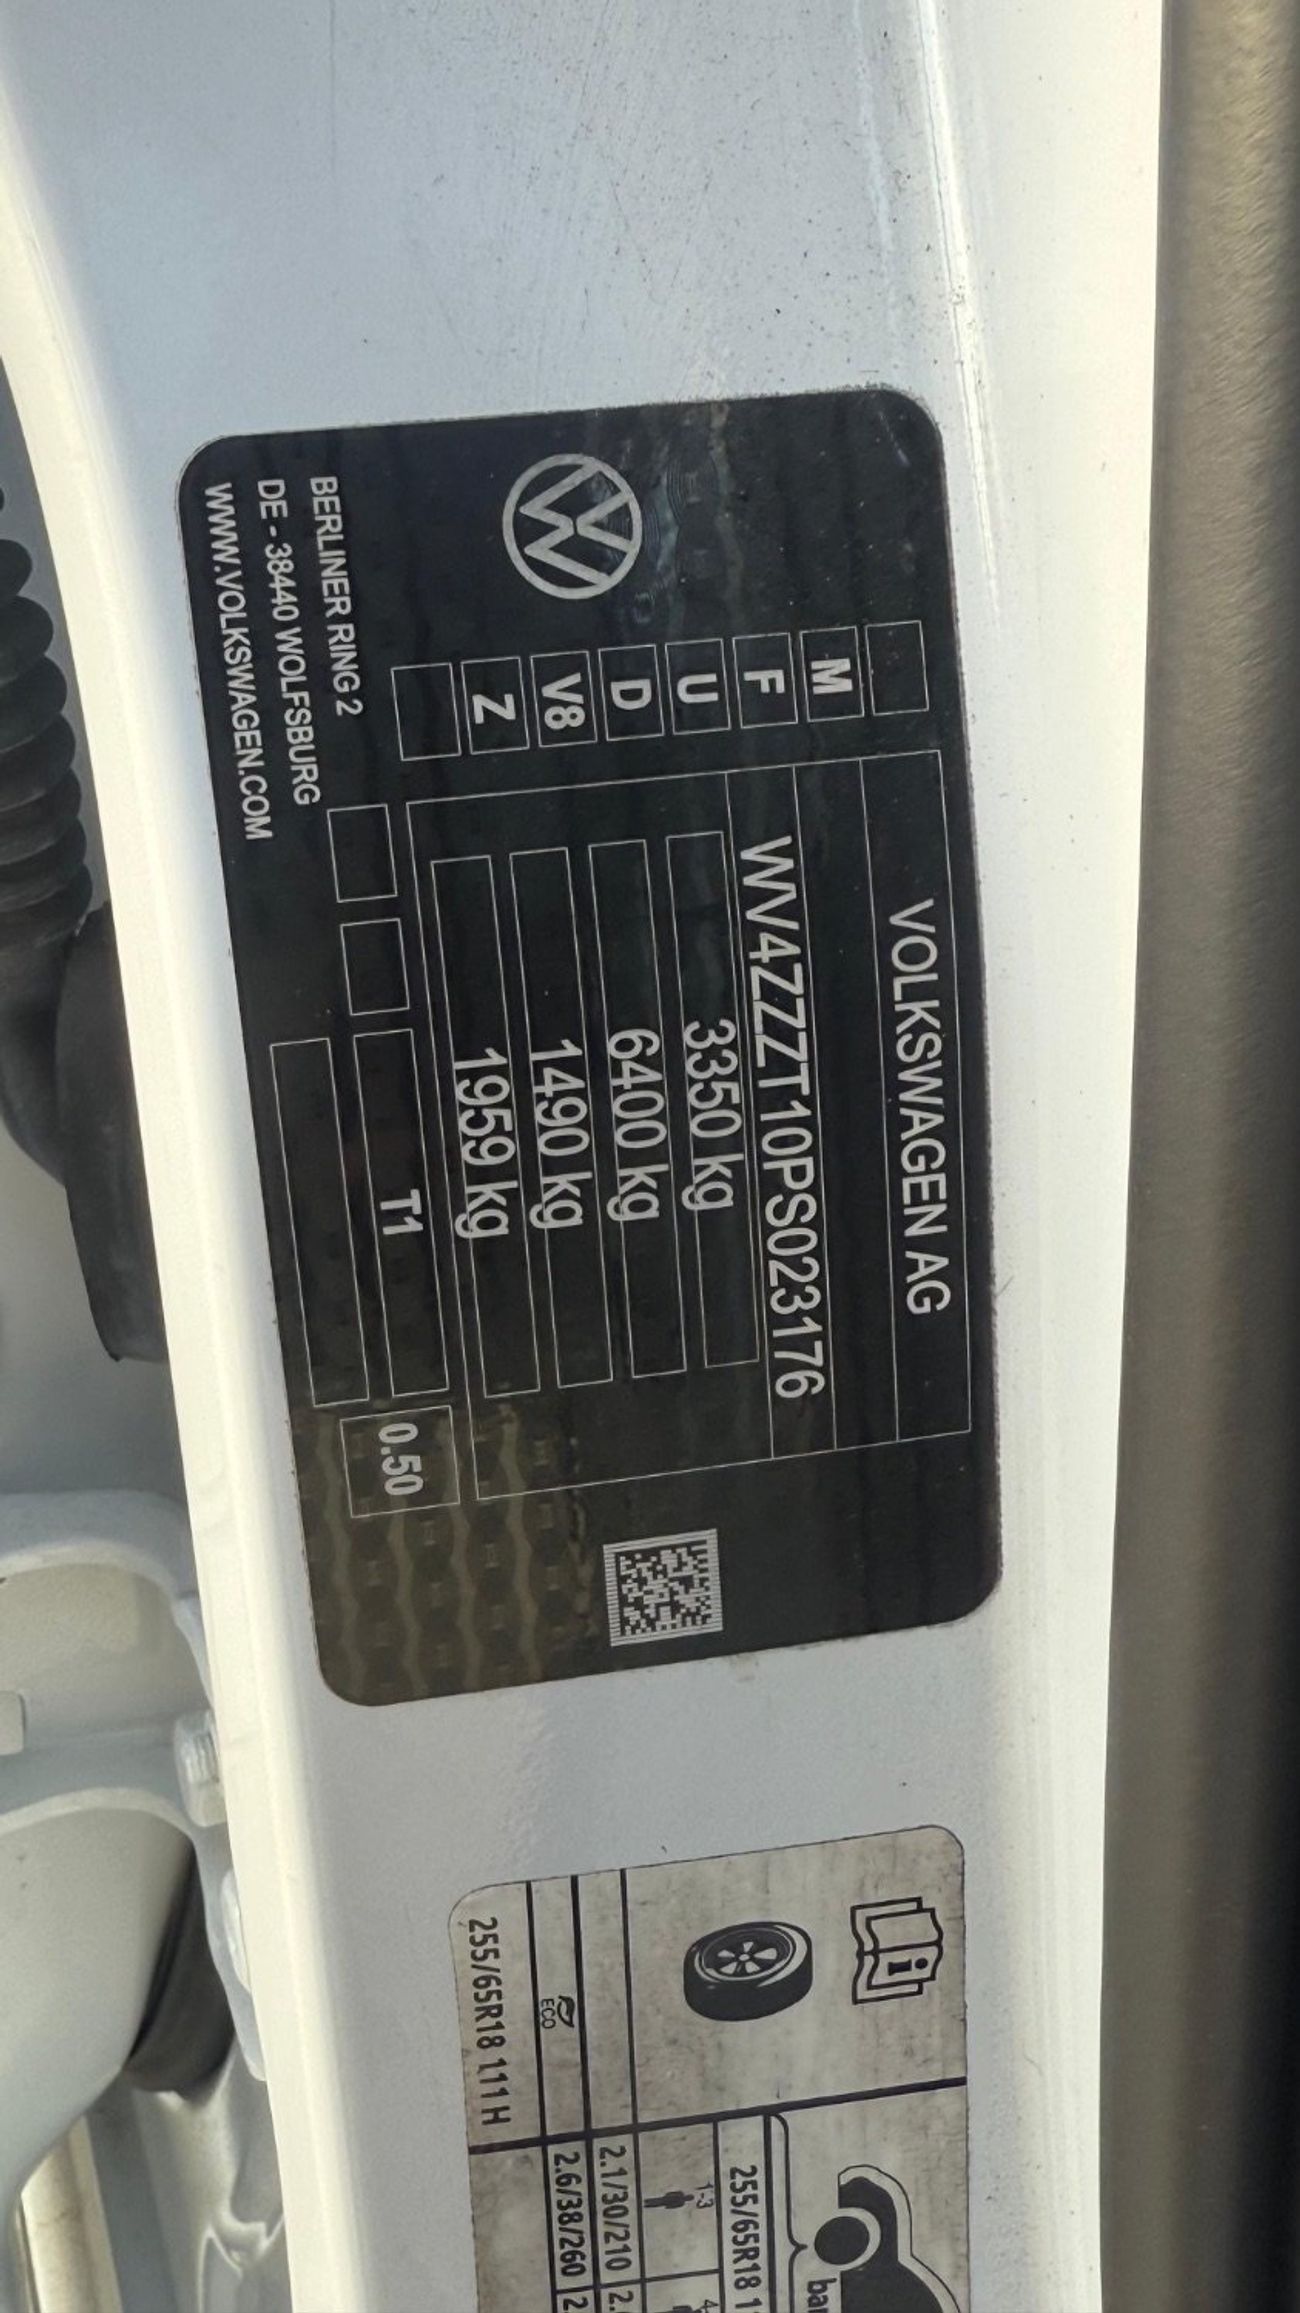 VOLKSWAGEN AG
M
F WV4ZZZT10PS023176
U 3350 kg
D 6400 kg
V8 1490 kg
Z 1959 kg
T1 0.50
BERLINER RING 2
DE - 38440 WOLFSBURG
WWW.VOLKSWAGEN.COM
i
255/65R18
1-3
2.1/30/210
ECO 2.6/38/260
255/65R18 111H